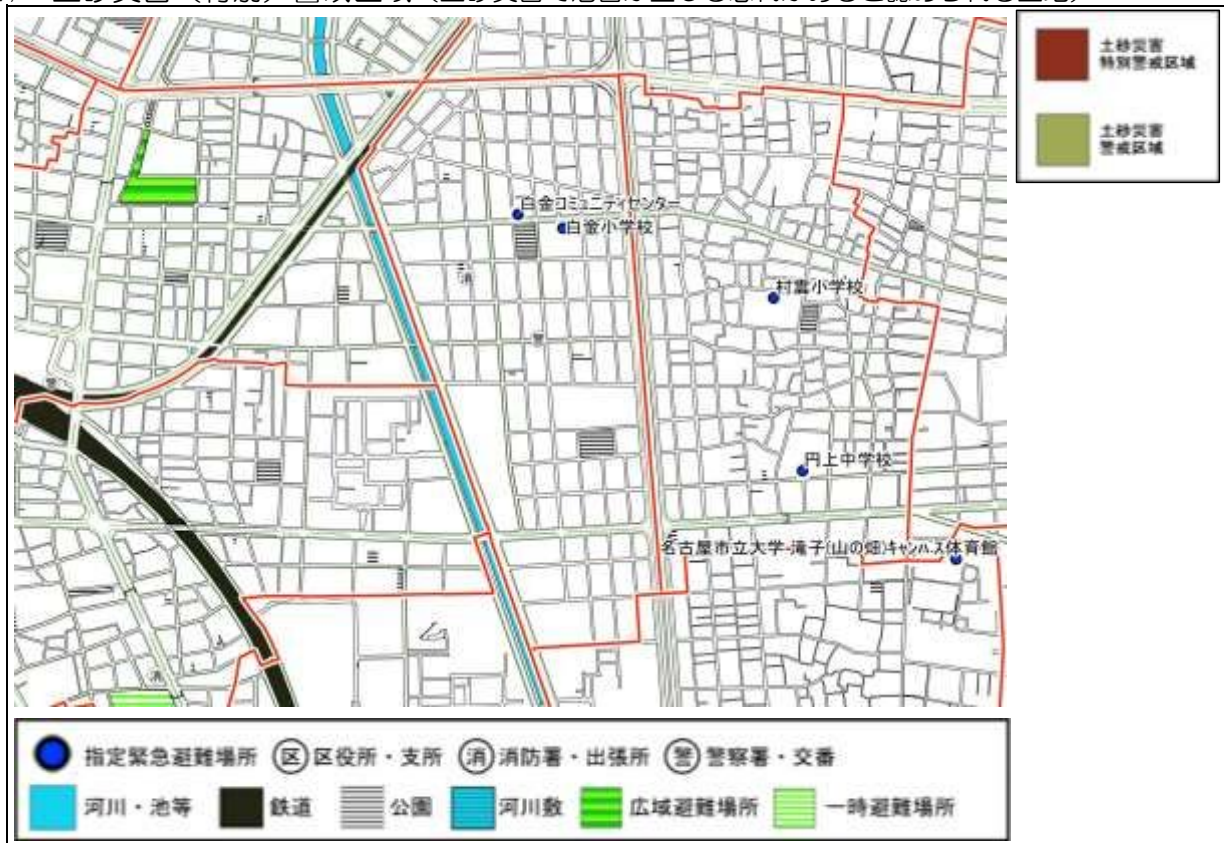 土砂災害
特別警戒区域
土砂災害
警戒区域
白金コミュニティセンター
白金小学校
消
村雲小学校
警
警
円上中学校
名古屋市立大学-滝子(山の畑)キャンパス体育館
消
指定緊急避難場所
区 区役所・支所
消 消防署・出張所
警 警察署・交番
河川・池等
鉄道
公園
河川敷
広域避難場所
一時避難場所